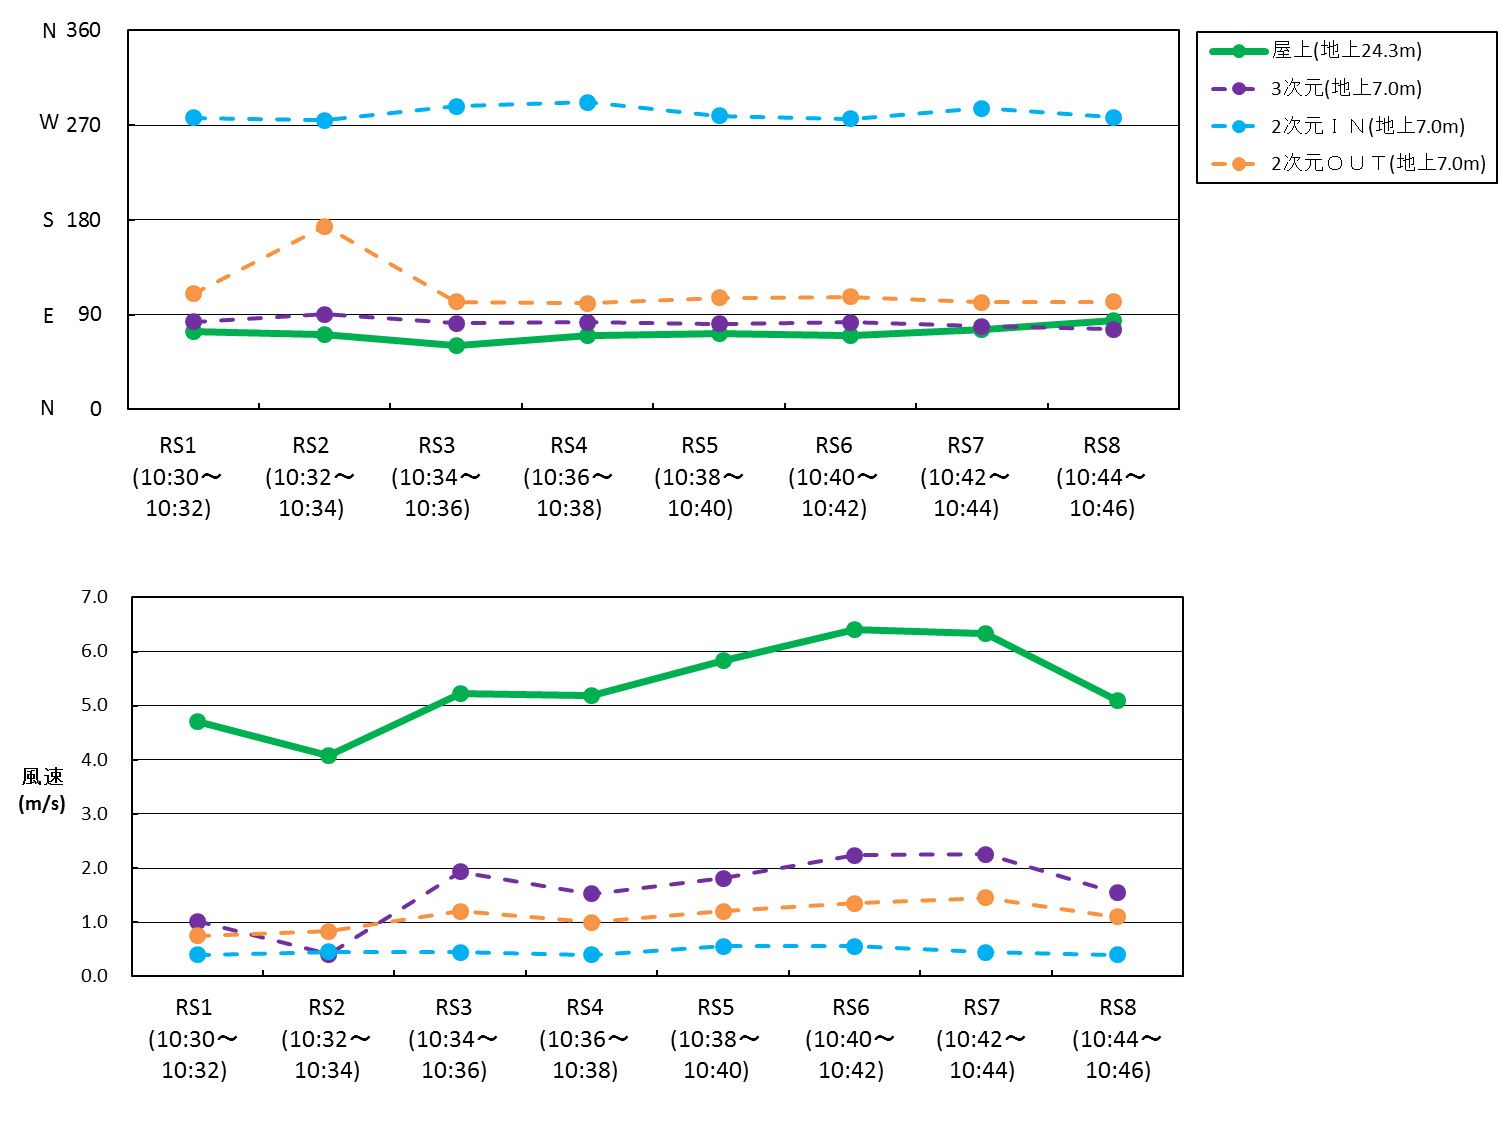 N 360
W 270
S 180
E 90
N 0
屋上(地上24.3m)
3次元(地上7.0m)
2次元ＩＮ(地上7.0m)
2次元ＯＵＴ(地上7.0m)
RS1 RS2 RS3 RS4 RS5 RS6 RS7 RS8
(10:30～ (10:32～ (10:34～ (10:36～ (10:38～ (10:40～ (10:42～ (10:44～
10:32) 10:34) 10:36) 10:38) 10:40) 10:42) 10:44) 10:46)
7.0
6.0
5.0
4.0
風速
(m/s)
3.0
2.0
1.0
0.0
RS1 RS2 RS3 RS4 RS5 RS6 RS7 RS8
(10:30～ (10:32～ (10:34～ (10:36～ (10:38～ (10:40～ (10:42～ (10:44～
10:32) 10:34) 10:36) 10:38) 10:40) 10:42) 10:44) 10:46)